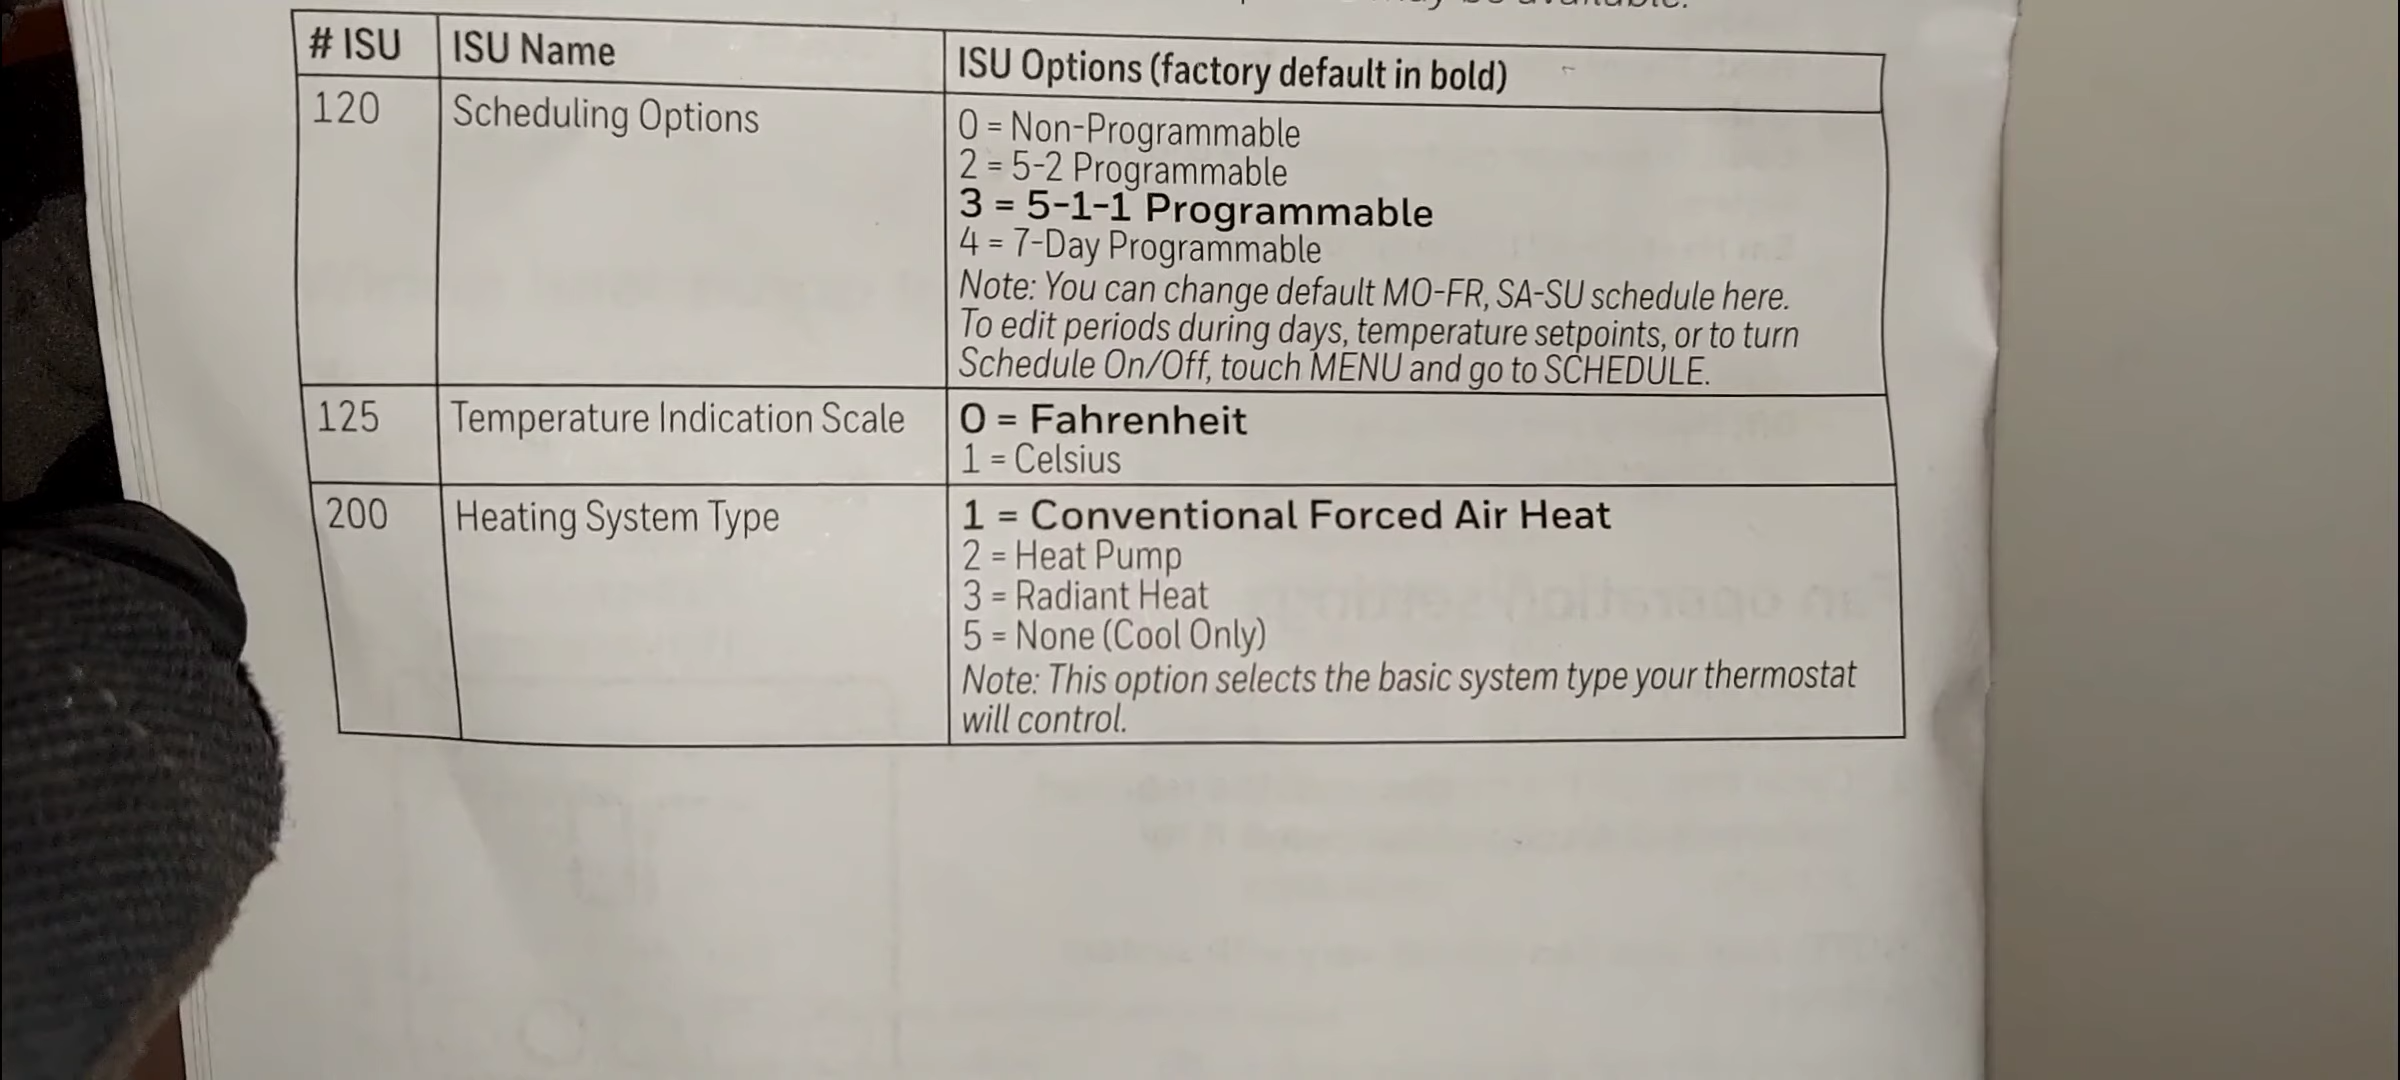 # ISU ISU Name ISU Options (factory default in bold)
120 Scheduling Options 0 = Non-Programmable
2 = 5-2 Programmable
3 = 5-1-1 Programmable
4 = 7-Day Programmable
Note: You can change default MO-FR, SA-SU schedule here.
To edit periods during days, temperature setpoints, or to turn
Schedule On/Off, touch MENU and go to SCHEDULE.
125 Temperature Indication Scale 0 = Fahrenheit
1 = Celsius
200 Heating System Type 1 = Conventional Forced Air Heat
2 = Heat Pump
3 = Radiant Heat
5 = None (Cool Only)
Note: This option selects the basic system type your thermostat
will control.